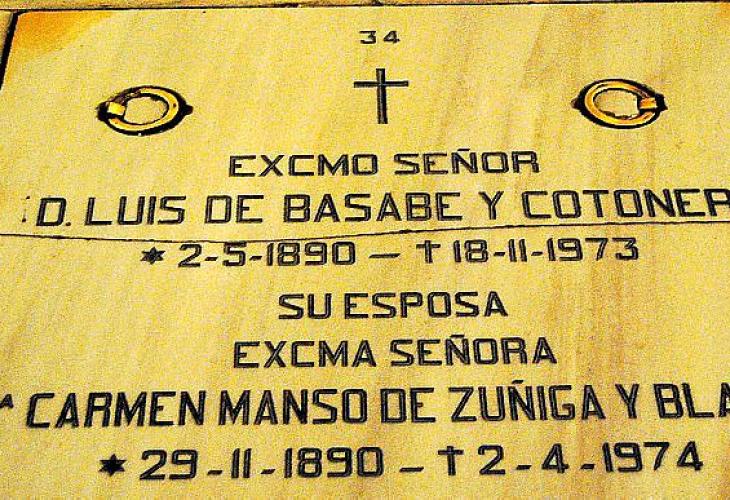 34
EXCMO SEÑOR
D. LUIS DE BASABE Y COTONER
* 2-5-1890 - † 18-11-1973
SU ESPOSA
EXCMA SEÑORA
ª CARMEN MANSO DE ZUÑIGA Y BLA
* 29-11-1890 - † 2-4-1974